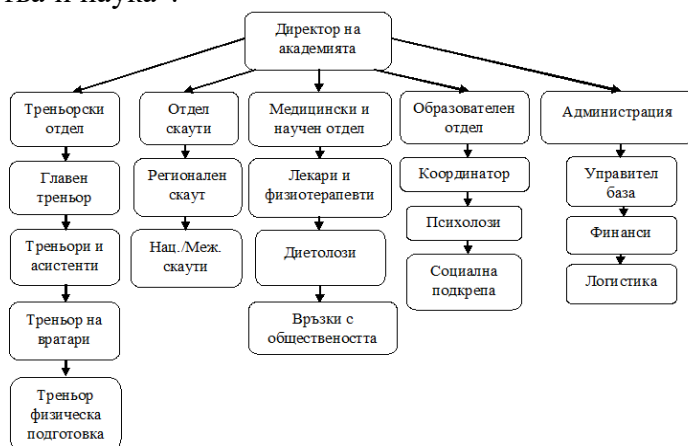 Директор на
академията
Треньорски
отдел
Отдел
скаути
Медицински и
научен отдел
Образователен
отдел
Администрация
Главен
треньор
Регионален
скаут
Лекари и
физиотерапевти
Координатор
Управител
база
Треньори и
асистенти
Нац./Меж.
скаути
Диетолози
Психолози
Финанси
Социална
подкрепа
Логистика
Треньор на
вратари
Връзки с
обществеността
Треньор
физическа
подготовка